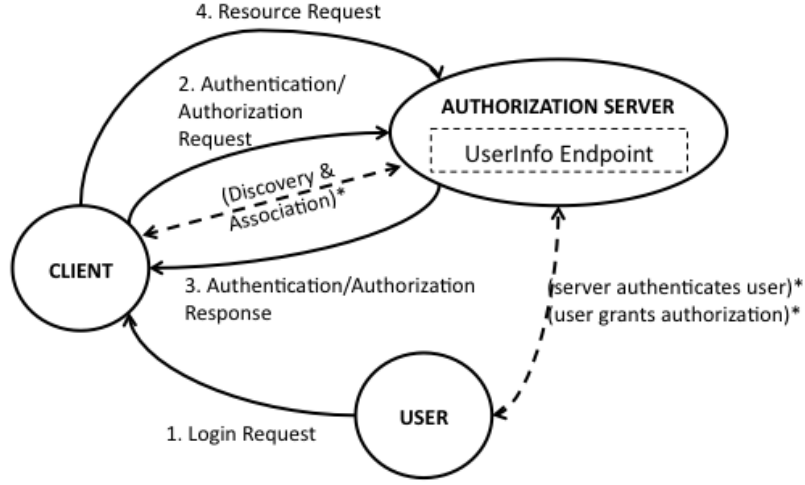 4. Resource Request
2. Authentication/
Authorization
Request
AUTHORIZATION SERVER
UserInfo Endpoint
(Discovery &
Association)*
CLIENT
3. Authentication/Authorization
Response
(server authenticates user)*
(user grants authorization)*
USER
1. Login Request